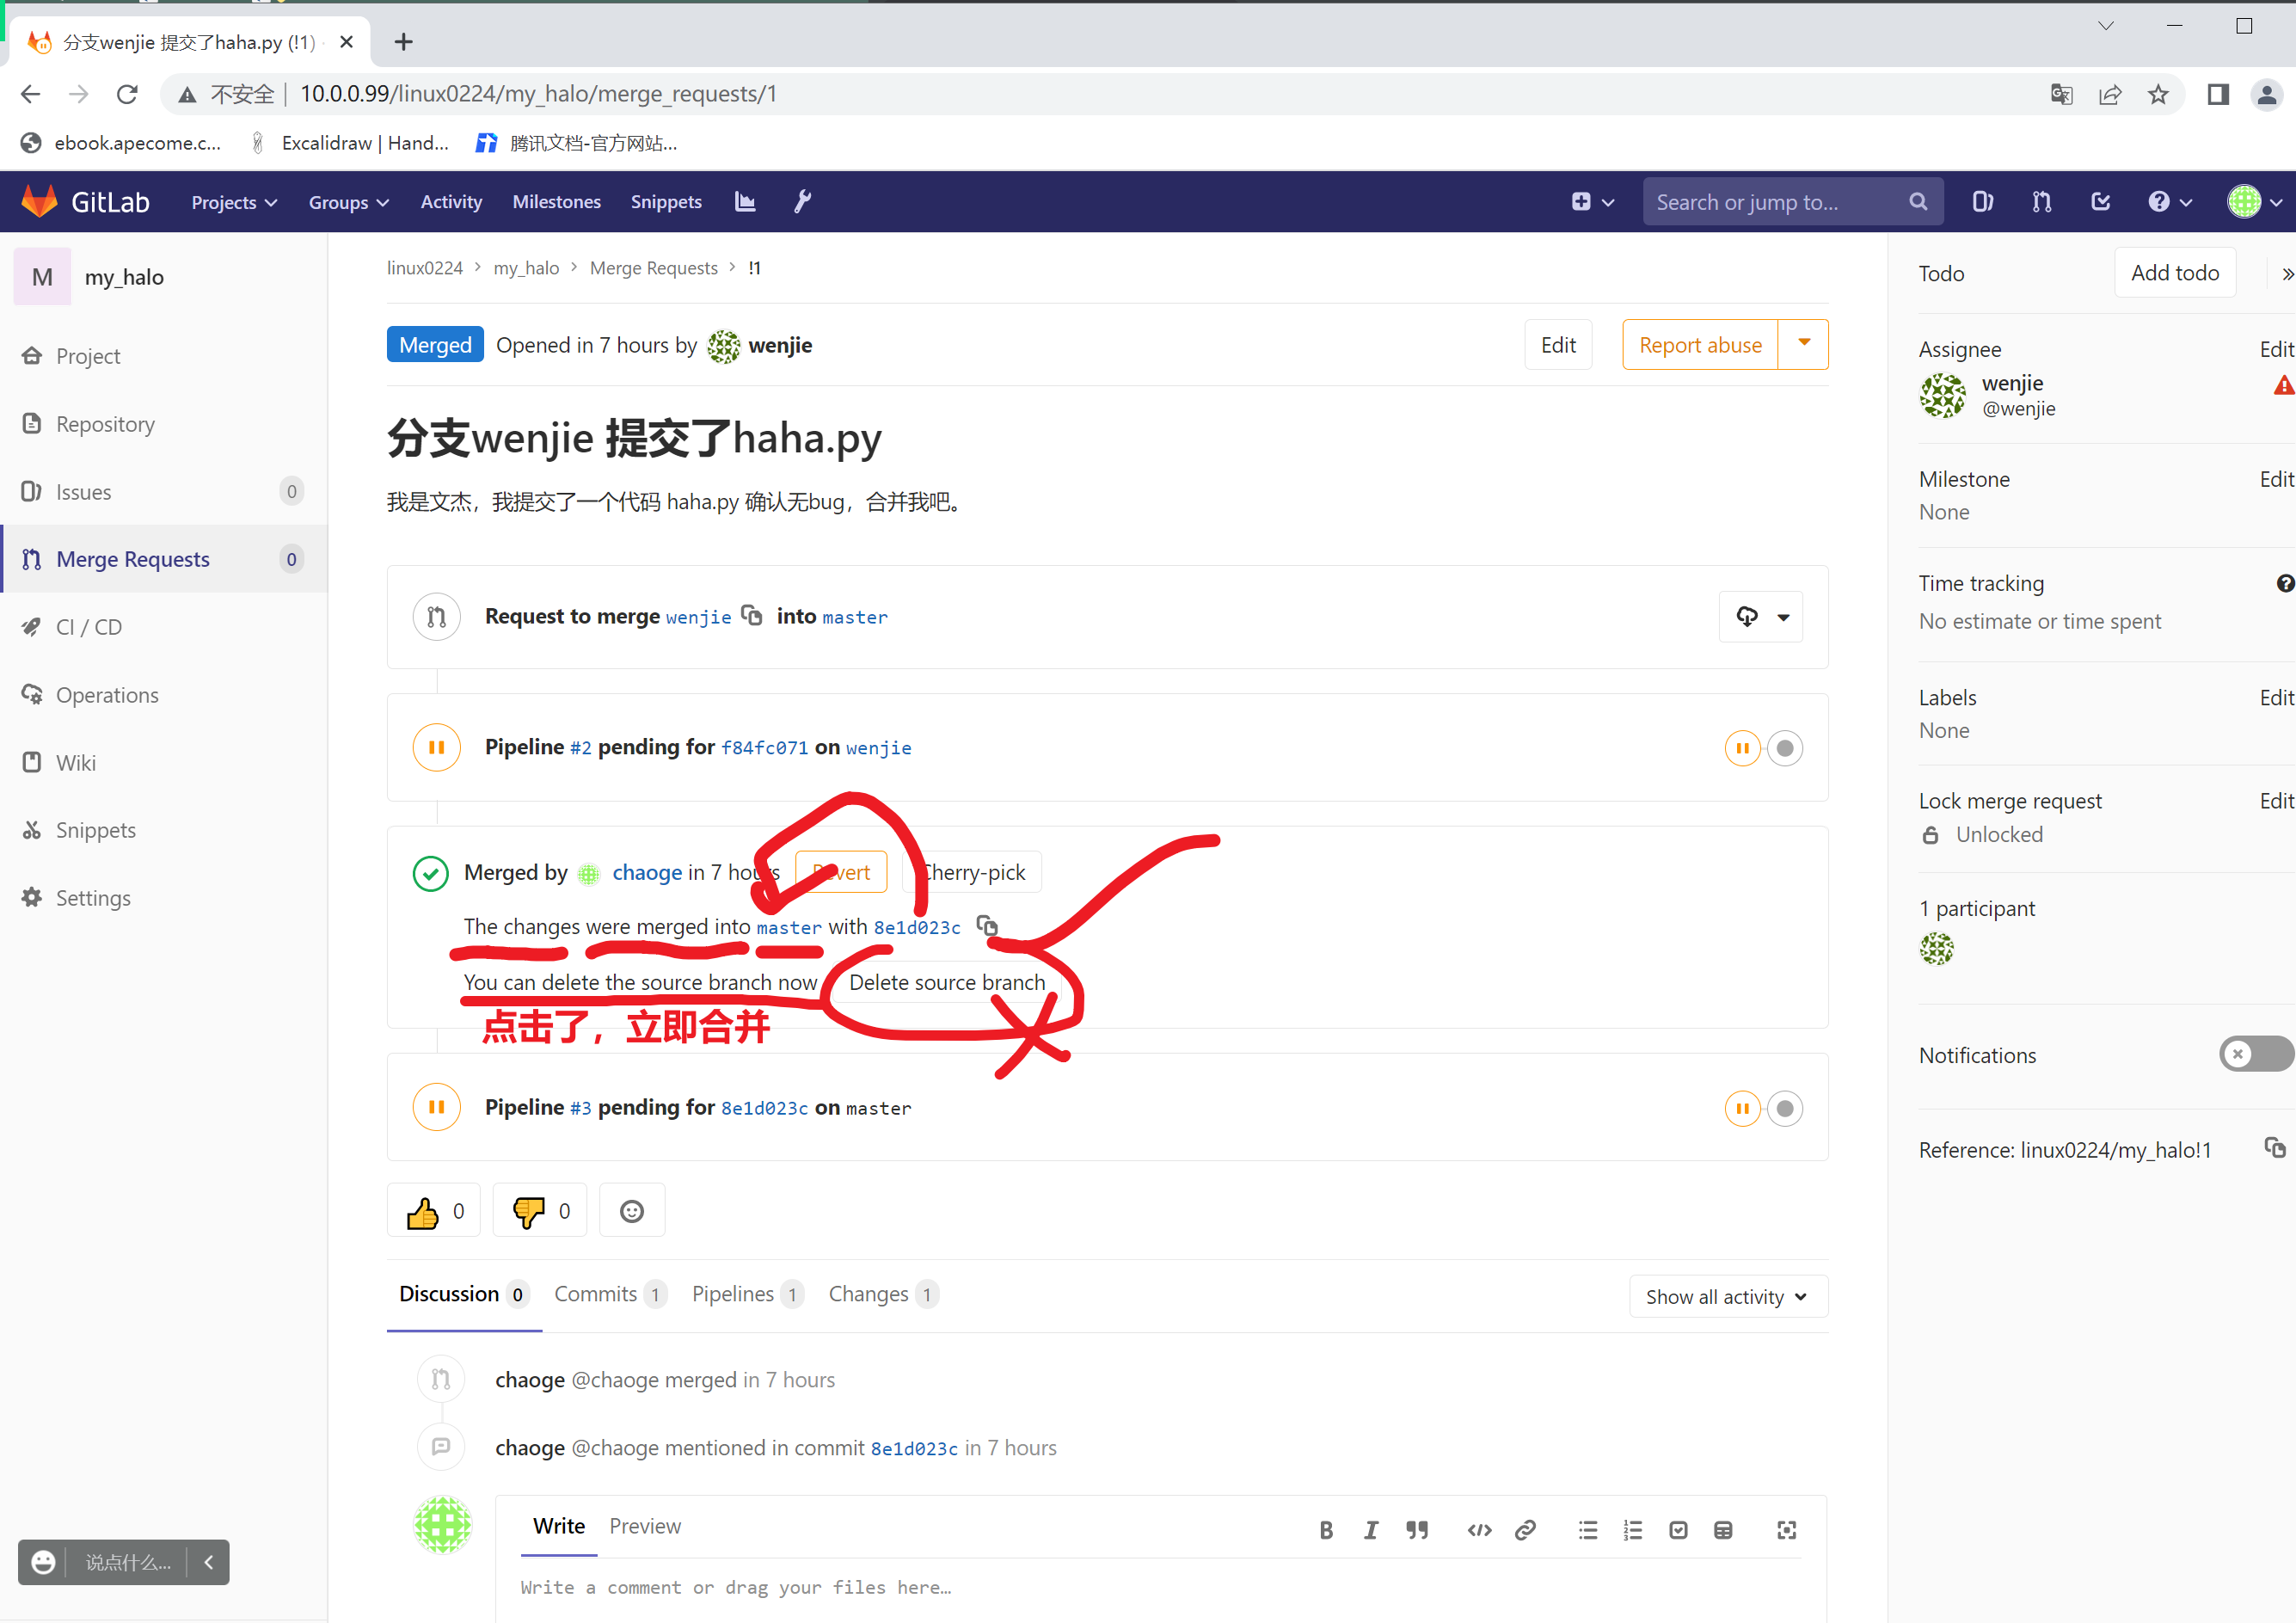 分支wenjie 提交了haha.py (!1)
不安全 10.0.0.99/linux0224/my_halo/merge_requests/1
ebook.apecome.c... Excalidraw | Hand... 腾讯文档-官方网站...
GitLab Projects Groups Activity Milestones Snippets Search or jump to...
M my_halo
Project
Repository
Issues 0
Merge Requests 0
CI / CD
Operations
Wiki
Snippets
Settings
说点什么...
linux0224 > my_halo > Merge Requests > !1
Merged Opened in 7 hours by wenjie Edit Report abuse
分支wenjie 提交了haha.py
我是文杰，我提交了一个代码 haha.py 确认无bug，合并我吧。
Request to merge wenjie into master
Pipeline #2 pending for f84fc071 on wenjie
Merged by chaoge in 7 hours Revert Cherry-pick
The changes were merged into master with 8e1d023c
You can delete the source branch now Delete source branch
点击了，立即合并
Pipeline #3 pending for 8e1d023c on master
0 0
Discussion 0 Commits 1 Pipelines 1 Changes 1 Show all activity
chaoge @chaoge merged in 7 hours
chaoge @chaoge mentioned in commit 8e1d023c in 7 hours
Write Preview
Write a comment or drag your files here…
Todo Add todo
Assignee Edit
wenjie
@wenjie
Milestone Edit
None
Time tracking
No estimate or time spent
Labels Edit
None
Lock merge request Edit
Unlocked
1 participant
Notifications
Reference: linux0224/my_halo!1